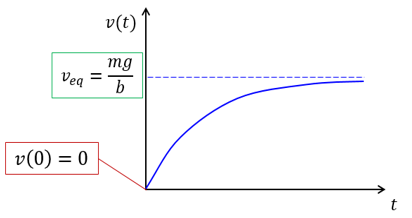 v(t)
v_eq = mg/b
v(0) = 0
t